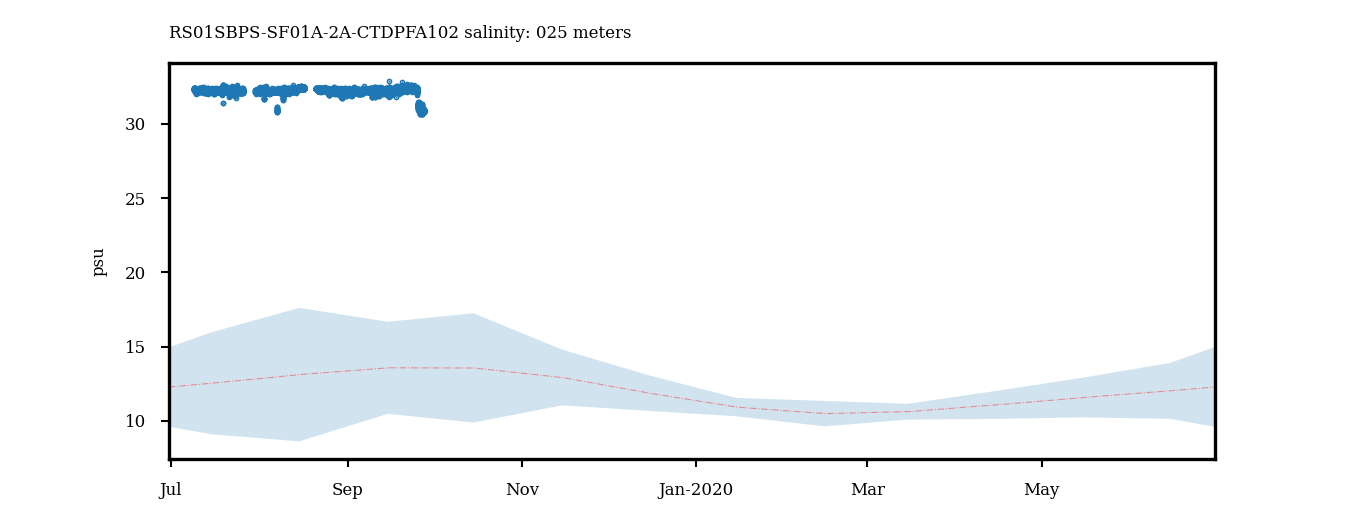 RS01SBPS-SF01A-2A-CTDPFA102 salinity: 025 meters
psu
30
25
20
15
10
Jul
Sep
Nov
Jan-2020
Mar
May